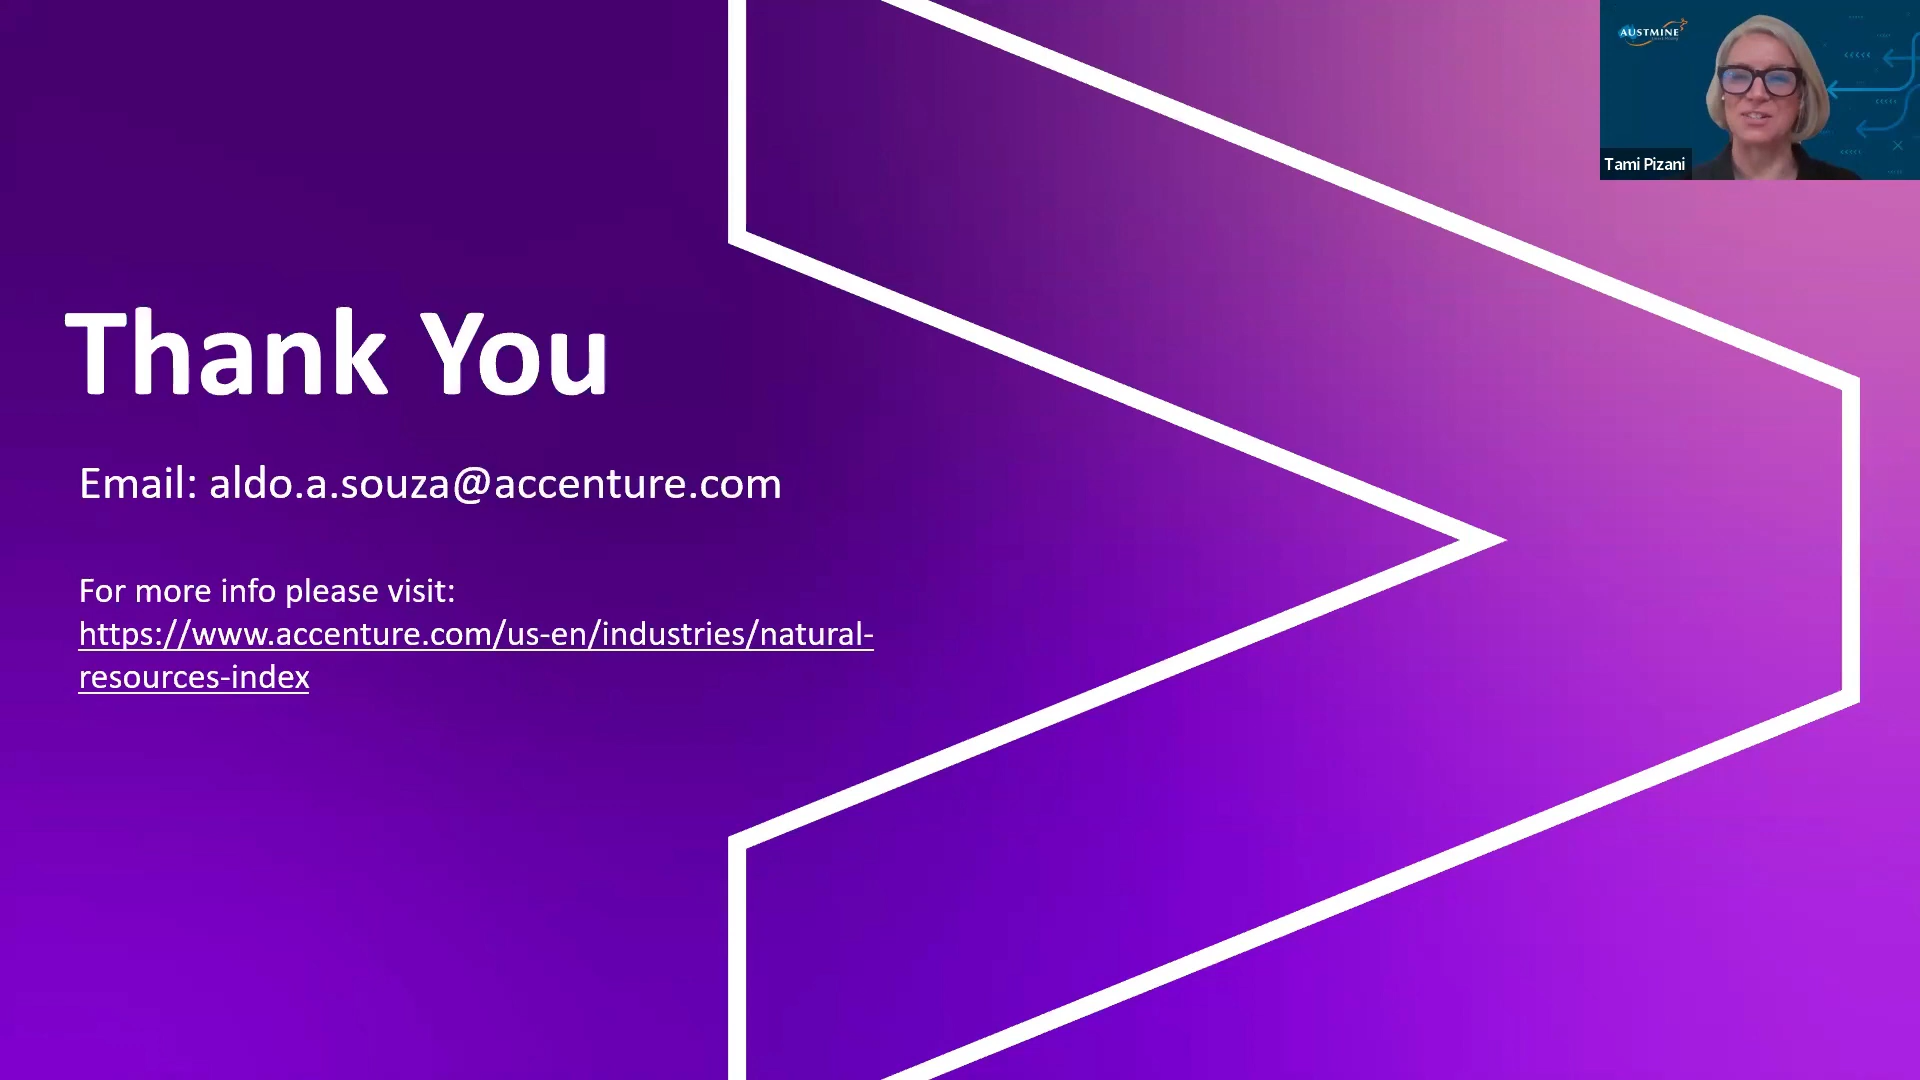 AUSTMINE
Tami Pizani
Thank You
Email: aldo.a.souza@accenture.com
For more info please visit:
https://www.accenture.com/us-en/industries/natural-
resources-index